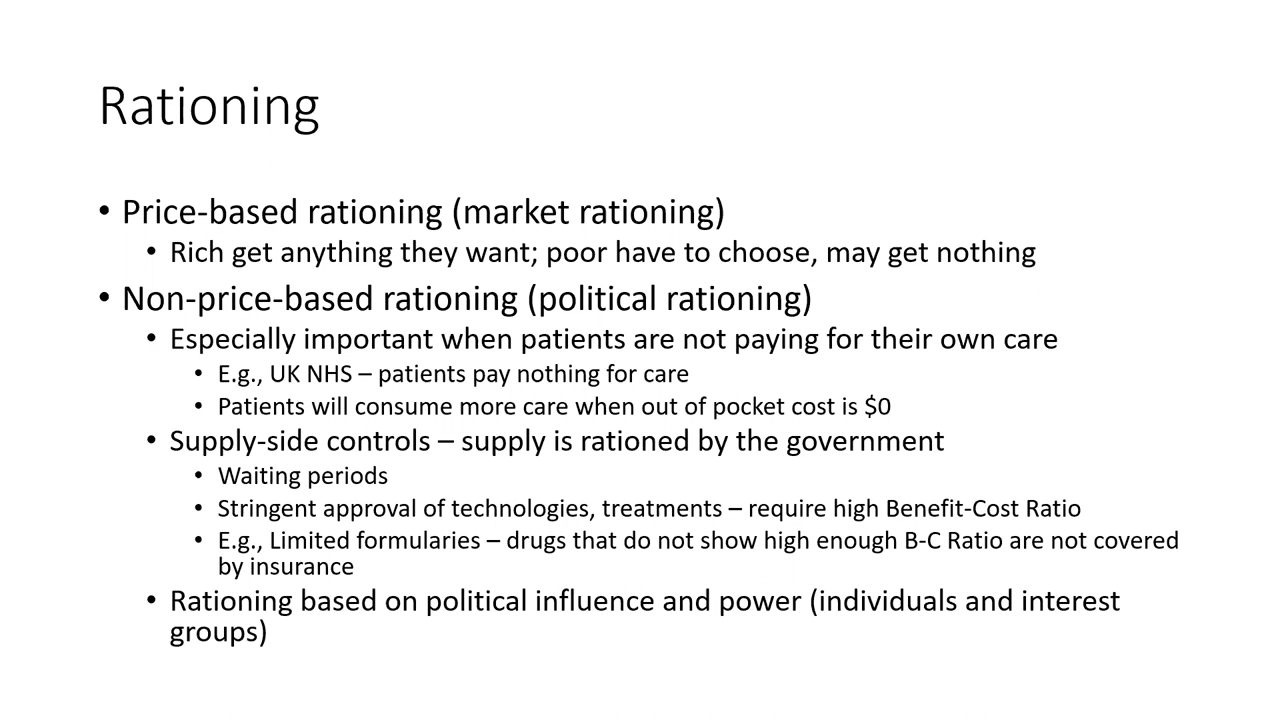 Rationing
• Price-based rationing (market rationing)
• Rich get anything they want; poor have to choose, may get nothing
• Non-price-based rationing (political rationing)
• Especially important when patients are not paying for their own care
• E.g., UK NHS – patients pay nothing for care
• Patients will consume more care when out of pocket cost is $0
• Supply-side controls – supply is rationed by the government
• Waiting periods
• Stringent approval of technologies, treatments – require high Benefit-Cost Ratio
• E.g., Limited formularies – drugs that do not show high enough B-C Ratio are not covered
by insurance
• Rationing based on political influence and power (individuals and interest
groups)